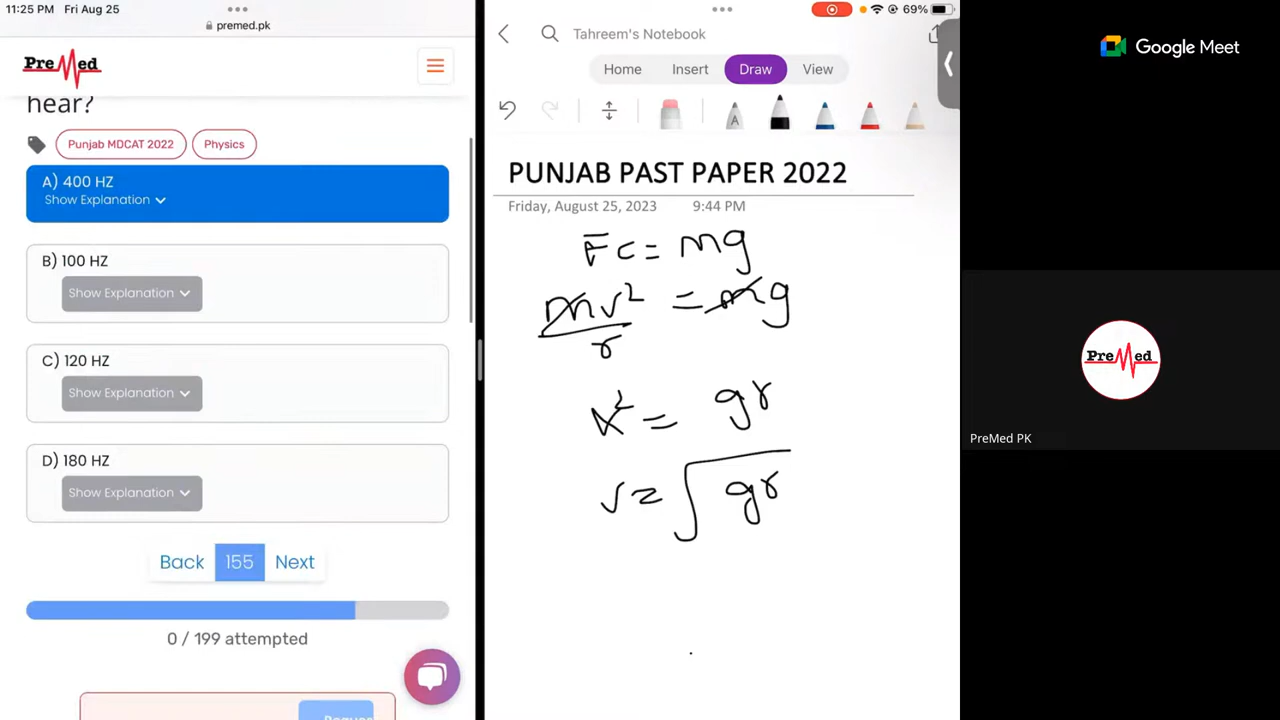 11:25 PM Fri Aug 25
premed.pk
PreMed
hear?
Punjab MDCAT 2022
Physics
A) 400 HZ
Show Explanation
B) 100 HZ
Show Explanation
C) 120 HZ
Show Explanation
D) 180 HZ
Show Explanation
Back 155 Next
0 / 199 attempted
69%
Tahreem's Notebook
Home Insert Draw View
A
PUNJAB PAST PAPER 2022
Friday, August 25, 2023 9:44 PM
Fc = mg
mv² = mg
r
v² = gr
v = √gr
Google Meet
PreMed
PreMed PK